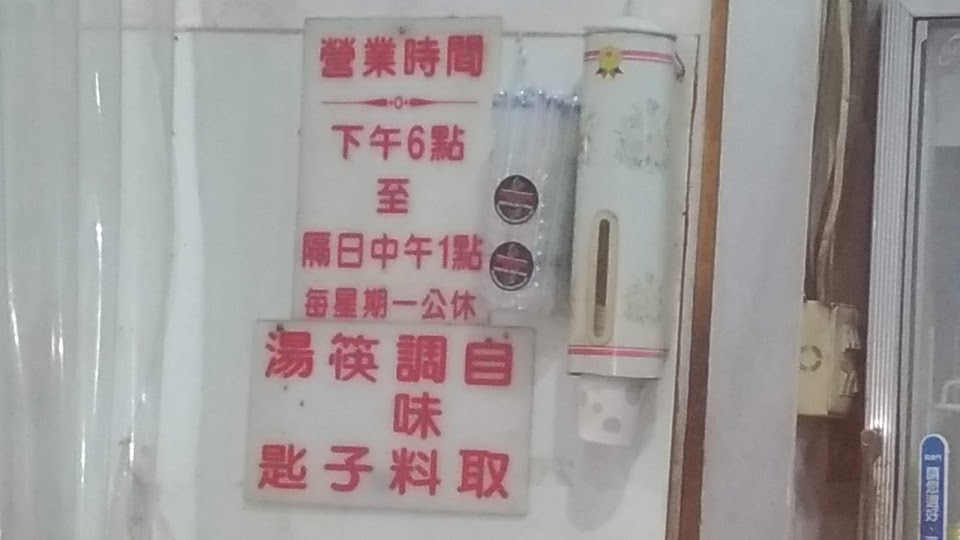 營業時間
下午6點
至
隔日中午1點
每星期一公休
自取
調味料
筷子
湯匙